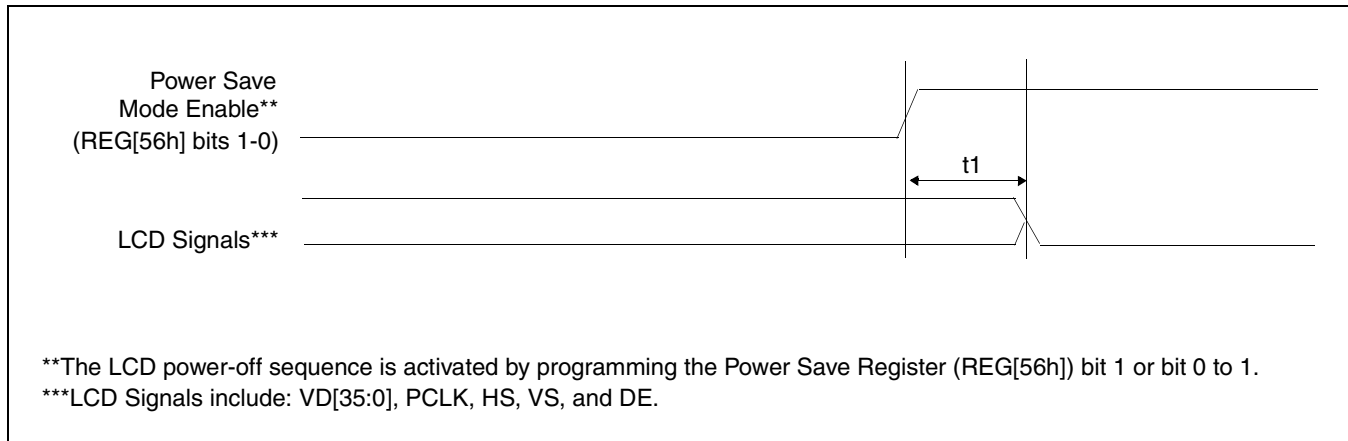 Power Save
Mode Enable**
(REG[56h] bits 1-0)
t1
LCD Signals***
**The LCD power-off sequence is activated by programming the Power Save Register (REG[56h]) bit 1 or bit 0 to 1.
***LCD Signals include: VD[35:0], PCLK, HS, VS, and DE.